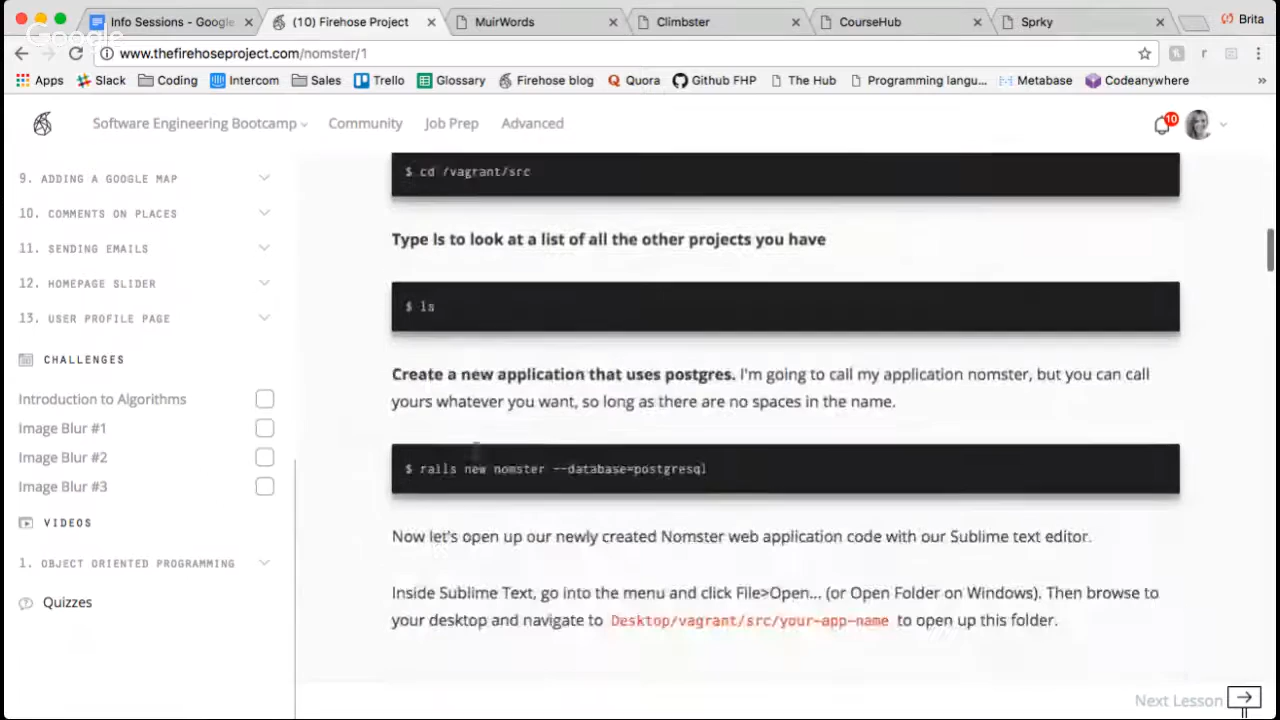 Info Sessions - Google
(10) Firehose Project
MuirWords
Climbster
CourseHub
Sprky
Brita
Google
www.thefirehoseproject.com/nomster/1
Apps
Slack
Coding
Intercom
Sales
Trello
Glossary
Firehose blog
Quora
Github FHP
The Hub
Programming langu...
Metabase
Codeanywhere
»
Software Engineering Bootcamp
Community
Job Prep
Advanced
10
9. ADDING A GOOGLE MAP
10. COMMENTS ON PLACES
11. SENDING EMAILS
12. HOMEPAGE SLIDER
13. USER PROFILE PAGE
CHALLENGES
Introduction to Algorithms
Image Blur #1
Image Blur #2
Image Blur #3
VIDEOS
1. OBJECT ORIENTED PROGRAMMING
Quizzes
$ cd /vagrant/src
Type ls to look at a list of all the other projects you have
$ ls
Create a new application that uses postgres. I'm going to call my application nomster, but you can call
yours whatever you want, so long as there are no spaces in the name.
$ rails new nomster --database=postgresql
Now let's open up our newly created Nomster web application code with our Sublime text editor.
Inside Sublime Text, go into the menu and click File>Open... (or Open Folder on Windows). Then browse to
your desktop and navigate to Desktop/vagrant/src/your-app-name to open up this folder.
Next Lesson